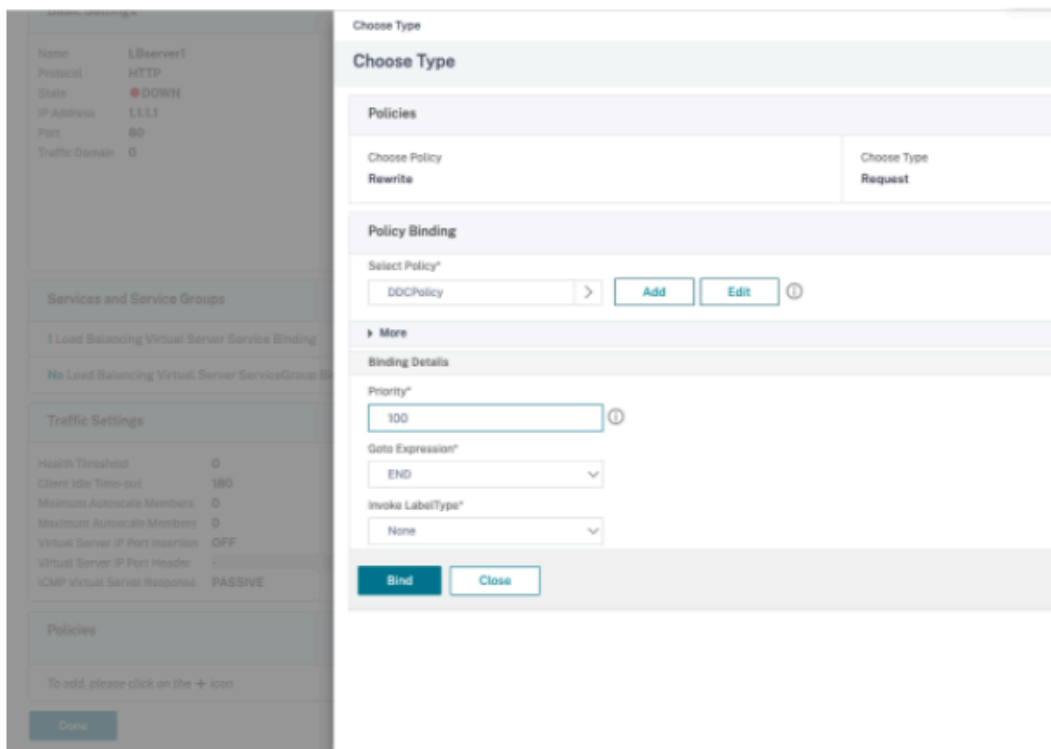 Basic Settings
Name LBserver1
Protocol HTTP
State DOWN
IP Address 1.1.1.1
Port 80
Traffic Domain 0
Services and Service Groups
1 Load Balancing Virtual Server Service Binding
No Load Balancing Virtual Server ServiceGroup Bi
Traffic Settings
Health Threshold 0
Client Idle Time-out 180
Minimum Autoscale Members 0
Maximum Autoscale Members 0
Virtual Server IP Port Insertion OFF
Virtual Server IP Port Header -
ICMP Virtual Server Response PASSIVE
Policies
To add, please click on the + icon
Done
Choose Type
Choose Type
Policies
Choose Policy
Rewrite
Choose Type
Request
Policy Binding
Select Policy*
DDCPolicy
Add
Edit
More
Binding Details
Priority*
100
Goto Expression*
END
Invoke LabelType*
None
Bind
Close